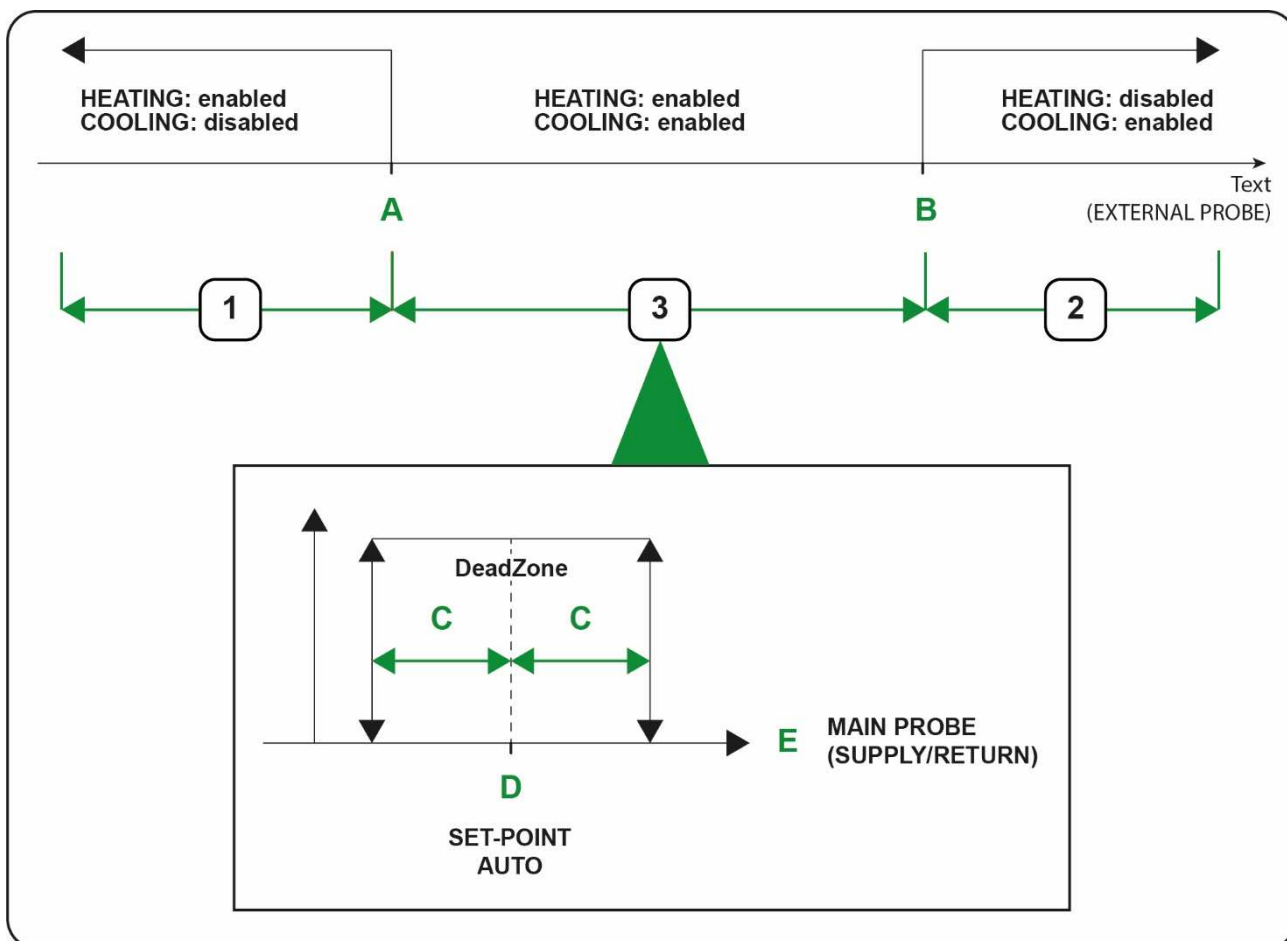 HEATING: enabled
COOLING: disabled
HEATING: enabled
COOLING: enabled
HEATING: disabled
COOLING: enabled
Text
(EXTERNAL PROBE)
A
B
1
3
2
DeadZone
C
C
E
MAIN PROBE
(SUPPLY/RETURN)
D
SET-POINT
AUTO